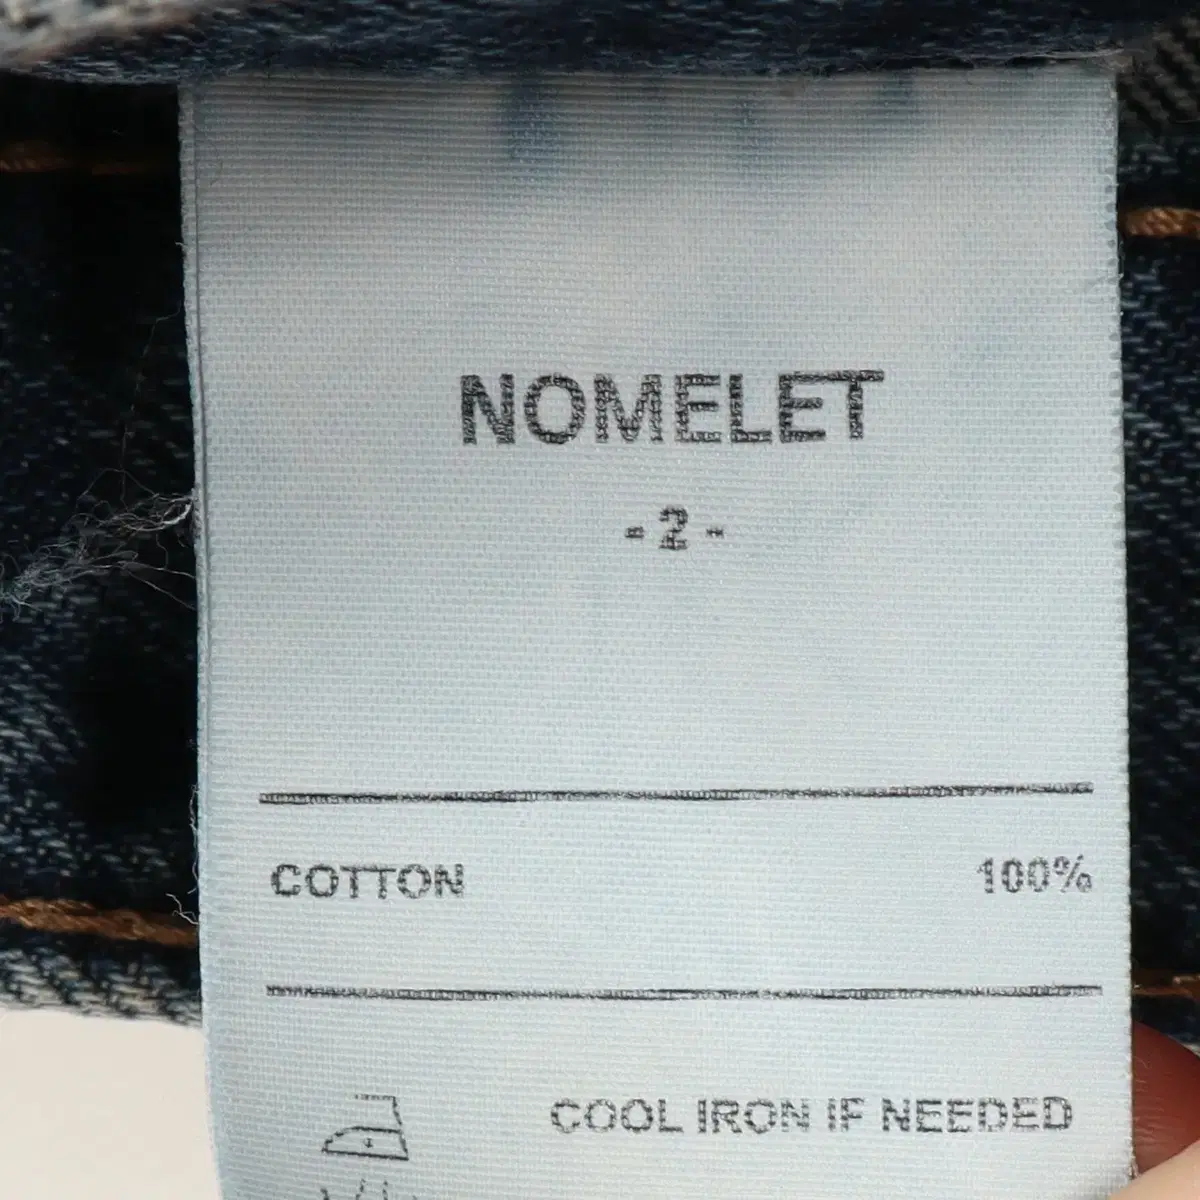 NOMELET
- 2 -
COTTON 100%
COOL IRON IF NEEDED